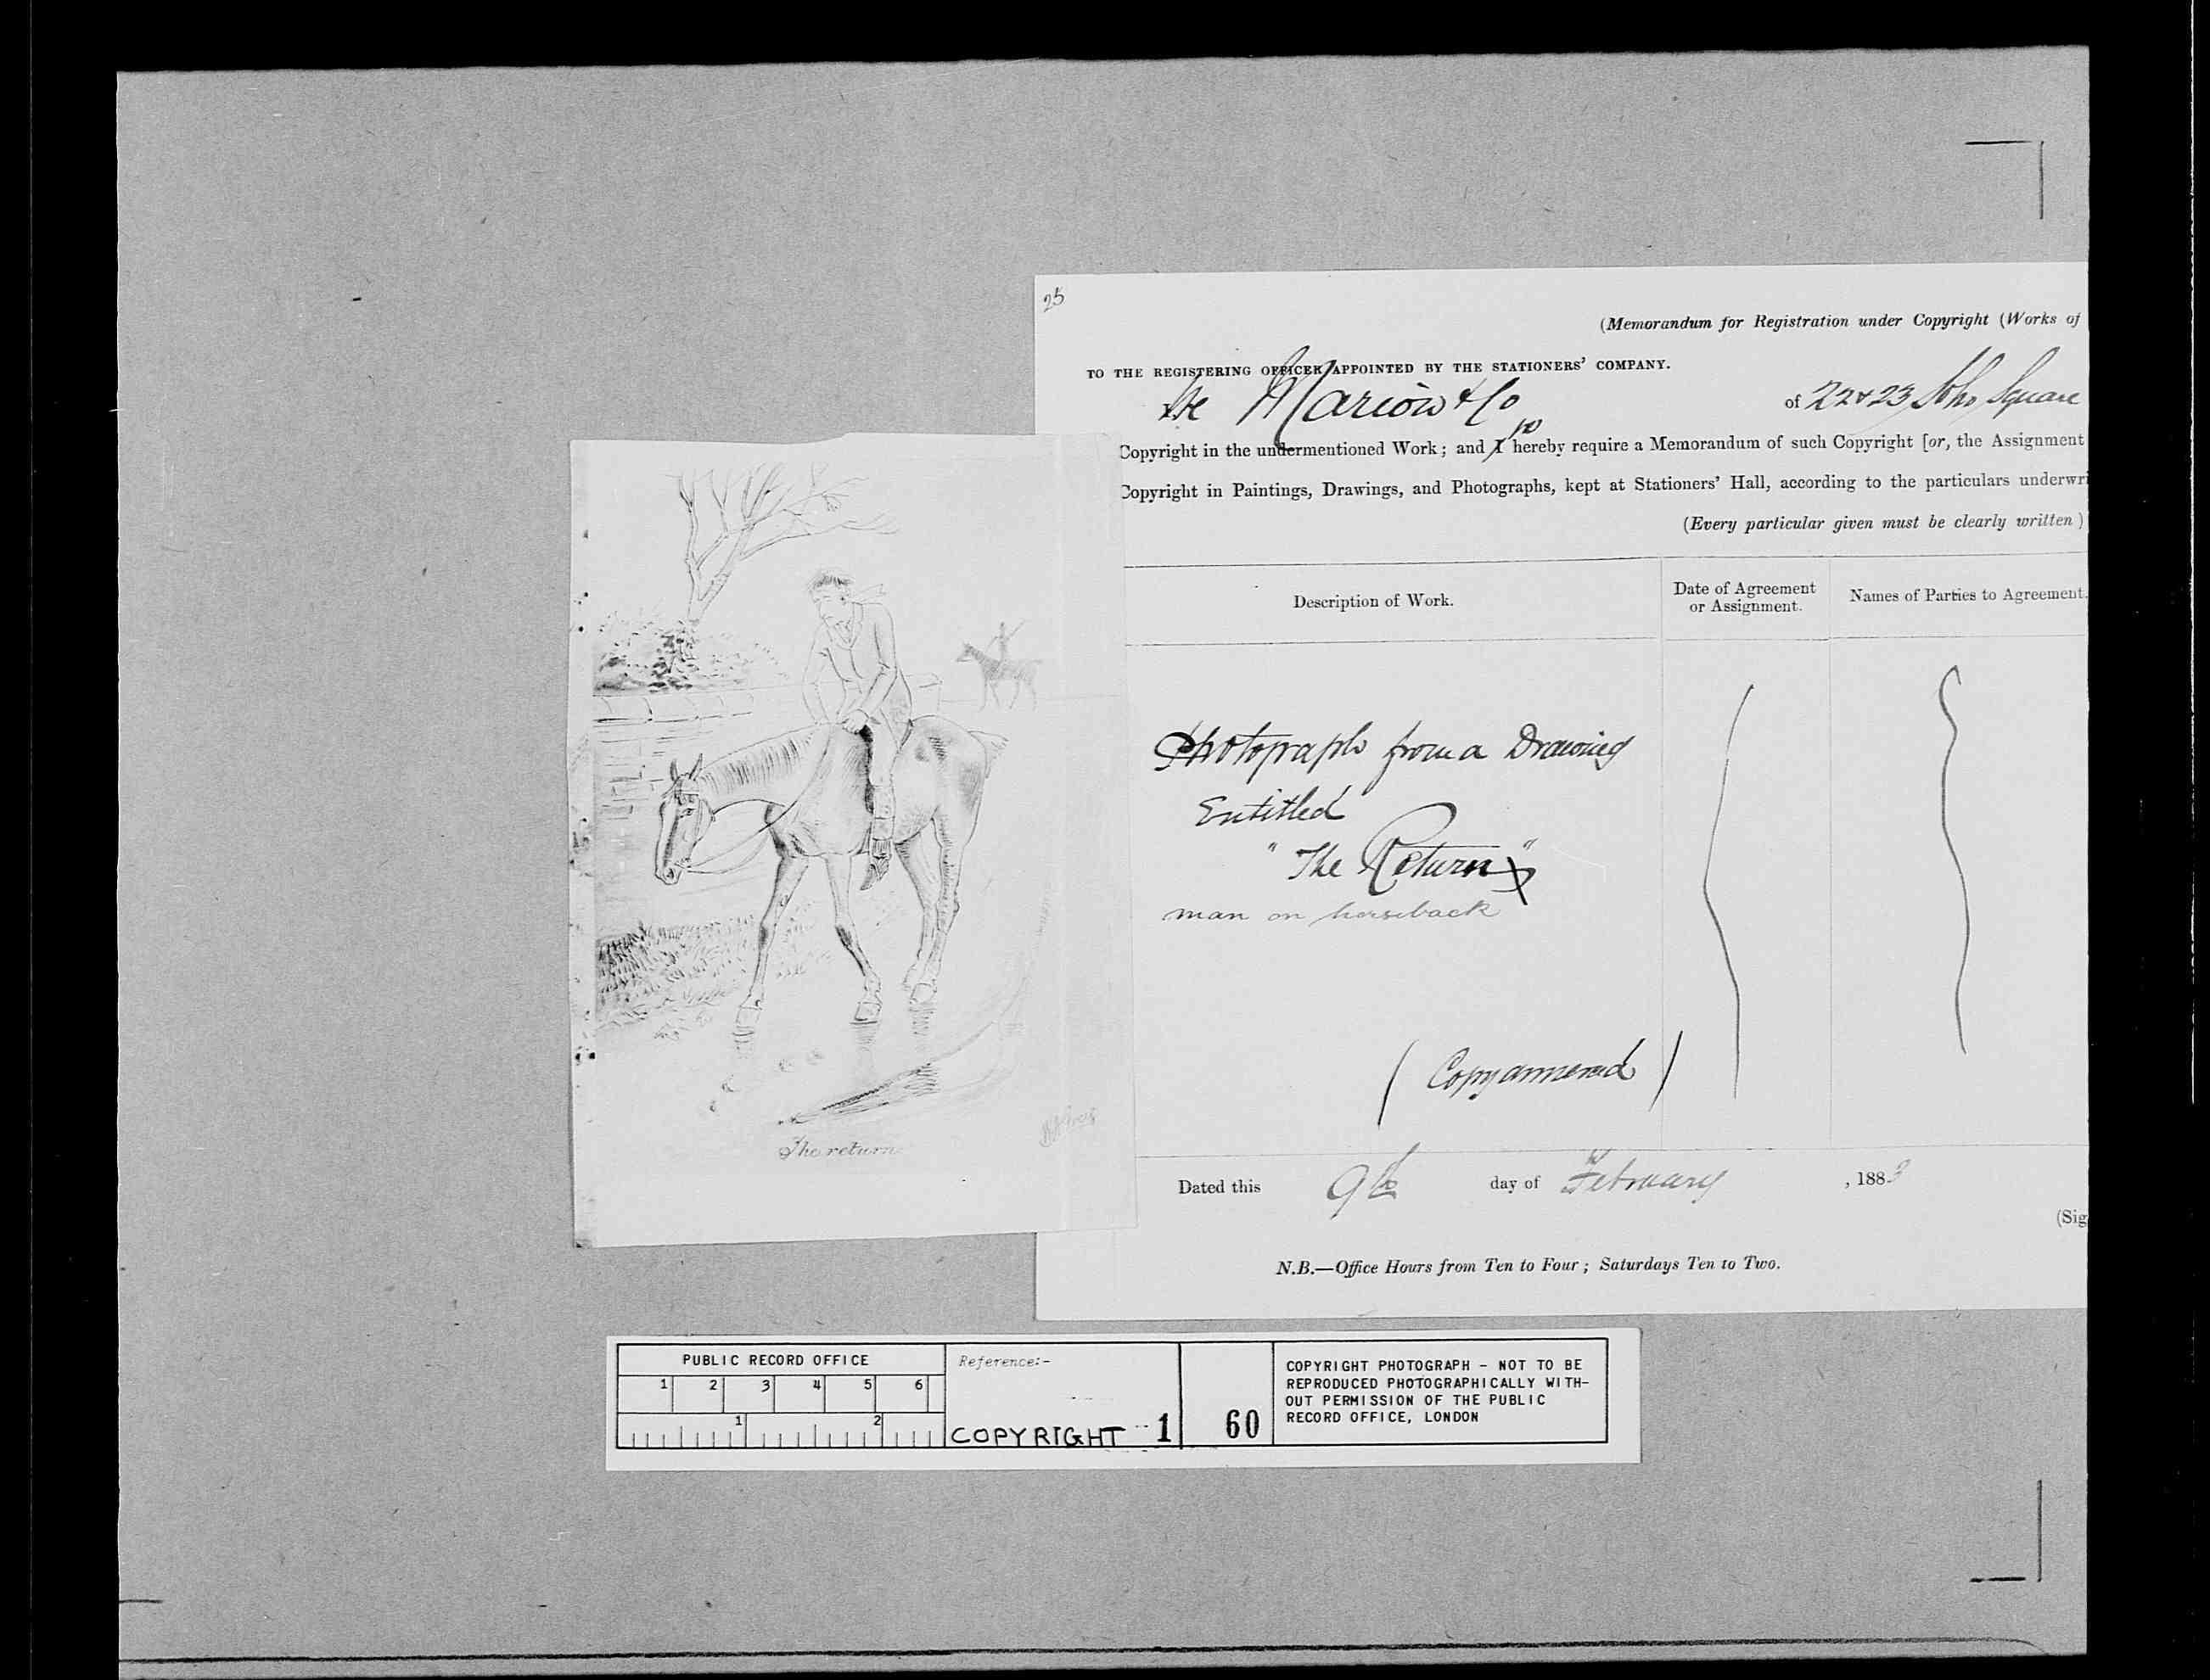 25
(Memorandum for Registration under Copyright (Works of
TO THE REGISTERING OFFICER APPOINTED BY THE STATIONERS' COMPANY.
We Marion & Co of 22 & 23 Soho Square
Copyright in the undermentioned Work; and I we hereby require a Memorandum of such Copyright [or, the Assignment
Copyright in Paintings, Drawings, and Photographs, kept at Stationers' Hall, according to the particulars underwri
(Every particular given must be clearly written)
Description of Work.
Date of Agreement
or Assignment.
Names of Parties to Agreement.
Photograph from a Drawing
Entitled
"The Return"
man on horseback
(Copy annexed)
The return
Dated this 9th day of February, 1883
(Sig
N.B.—Office Hours from Ten to Four; Saturdays Ten to Two.
PUBLIC RECORD OFFICE
1 2 3 4 5 6
1 2
Reference:-
COPYRIGHT 1
60
COPYRIGHT PHOTOGRAPH - NOT TO BE
REPRODUCED PHOTOGRAPHICALLY WITH-
OUT PERMISSION OF THE PUBLIC
RECORD OFFICE, LONDON